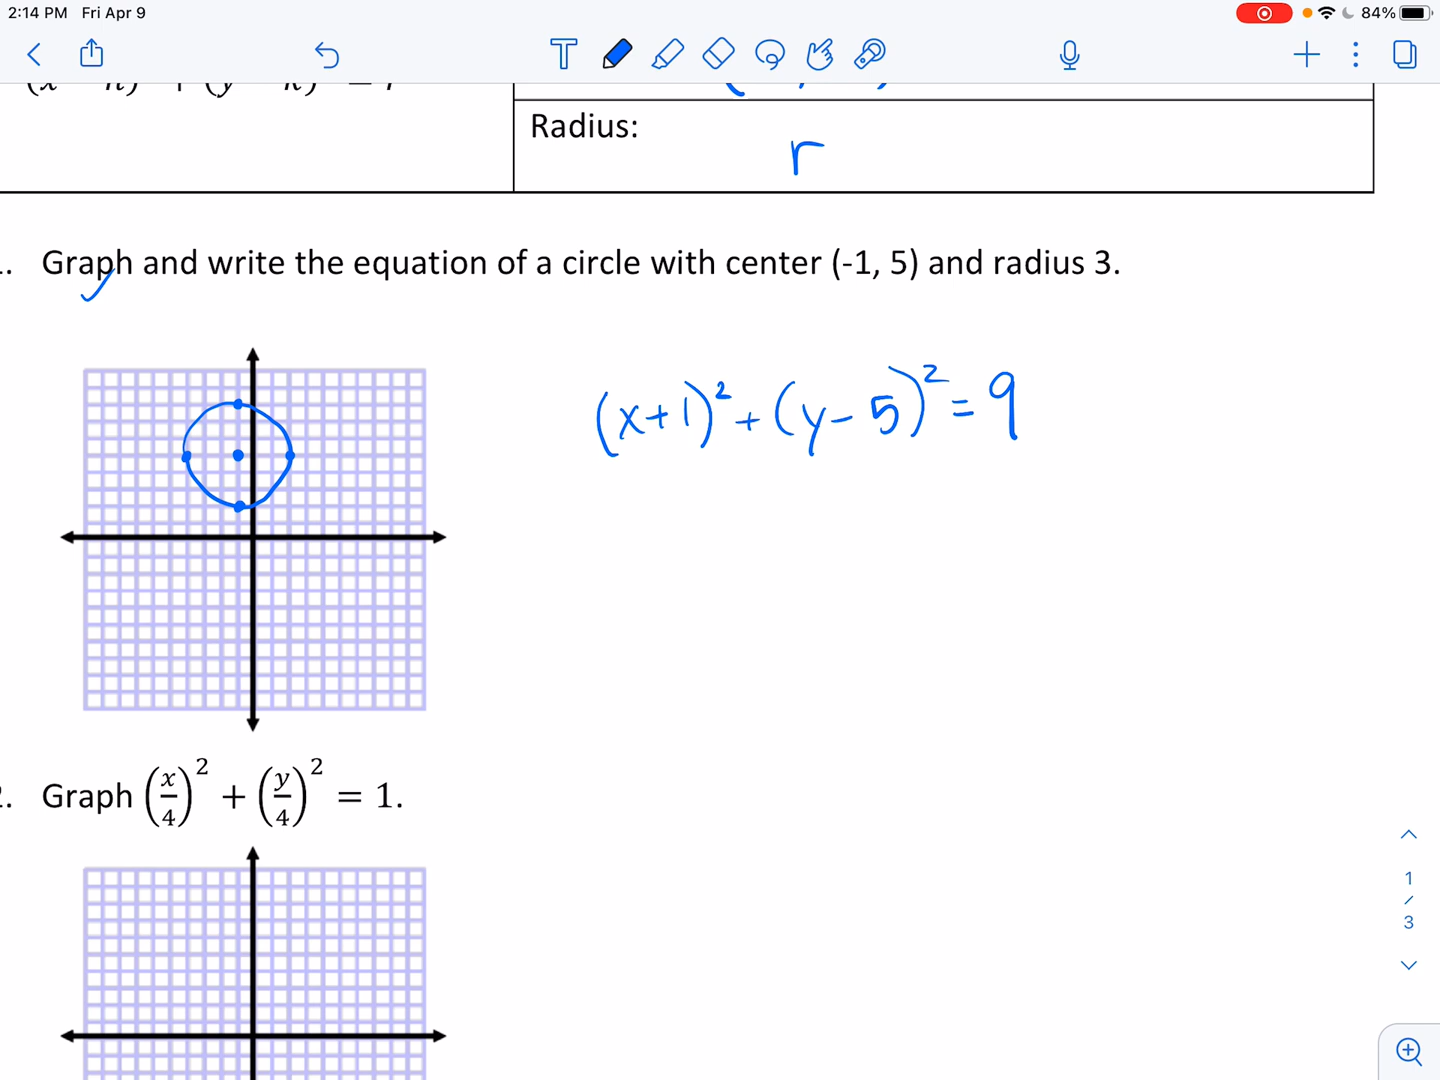 2:14 PM Fri Apr 9 84%
Radius:
r
Graph and write the equation of a circle with center (-1, 5) and radius 3.
(x+1)² + (y-5)² = 9
Graph (x/4)² + (y/4)² = 1.
1
/
3